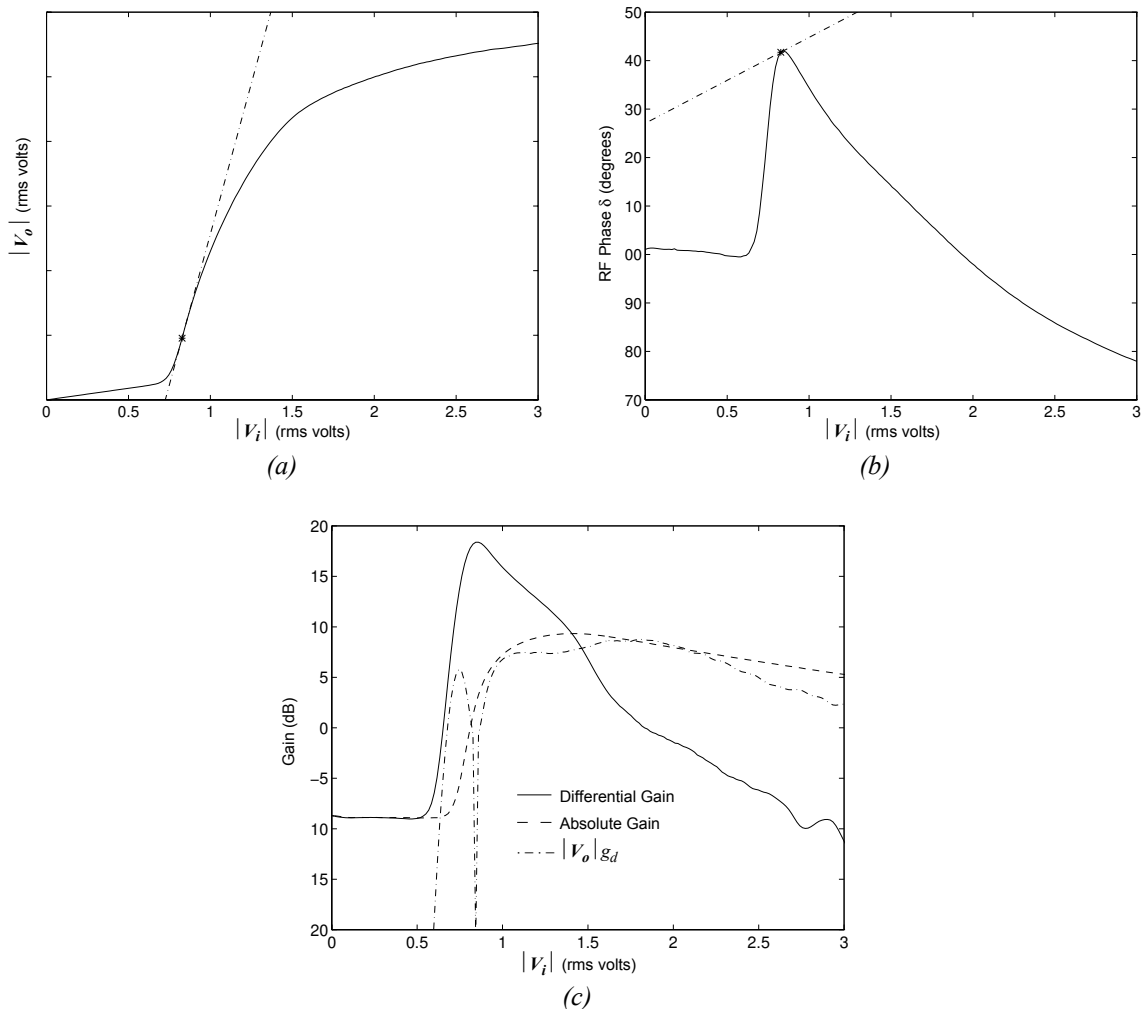 |Vo| (rms volts)
0 0.5 1 1.5 2 2.5 3
|Vi| (rms volts)
(a)
RF Phase δ (degrees)
50
40
30
20
10
00
90
80
70
0 0.5 1 1.5 2 2.5 3
|Vi| (rms volts)
(b)
Gain (dB)
20
15
10
5
0
−5
10
15
20
Differential Gain
Absolute Gain
|Vo| gd
0 0.5 1 1.5 2 2.5 3
|Vi| (rms volts)
(c)